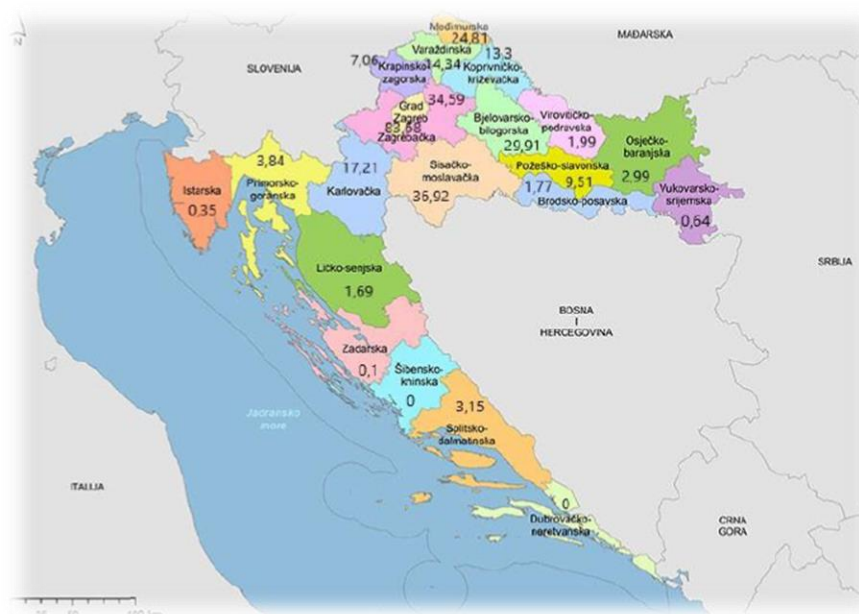 N
Međimurska
24,81
MAĐARSKA
SLOVENIJA
7,06
Varaždinska
14,34
13,3
Krapinsko-
zagorska
Koprivničko-
križevačka
Grad
Zagreb
34,59
83,68
Zagrebačka
Bjelovarsko-
bilogorska
29,91
Virovitičko-
podravska
1,99
Osječko-
baranjska
2,99
3,84
Primorsko-
goranska
17,21
Karlovačka
Sisačko-
moslavačka
36,92
Požeško-slavonska
9,51
1,77
Brodsko-posavska
Vukovarsko-
srijemska
0,64
Istarska
0,35
Ličko-senjska
1,69
SRBIJA
BOSNA
I
HERCEGOVINA
Zadarska
0,1
Šibensko-
kninska
0
3,15
Splitsko-
dalmatinska
Jadransko
more
ITALIJA
0
Dubrovačko-
neretvanska
CRNA
GORA